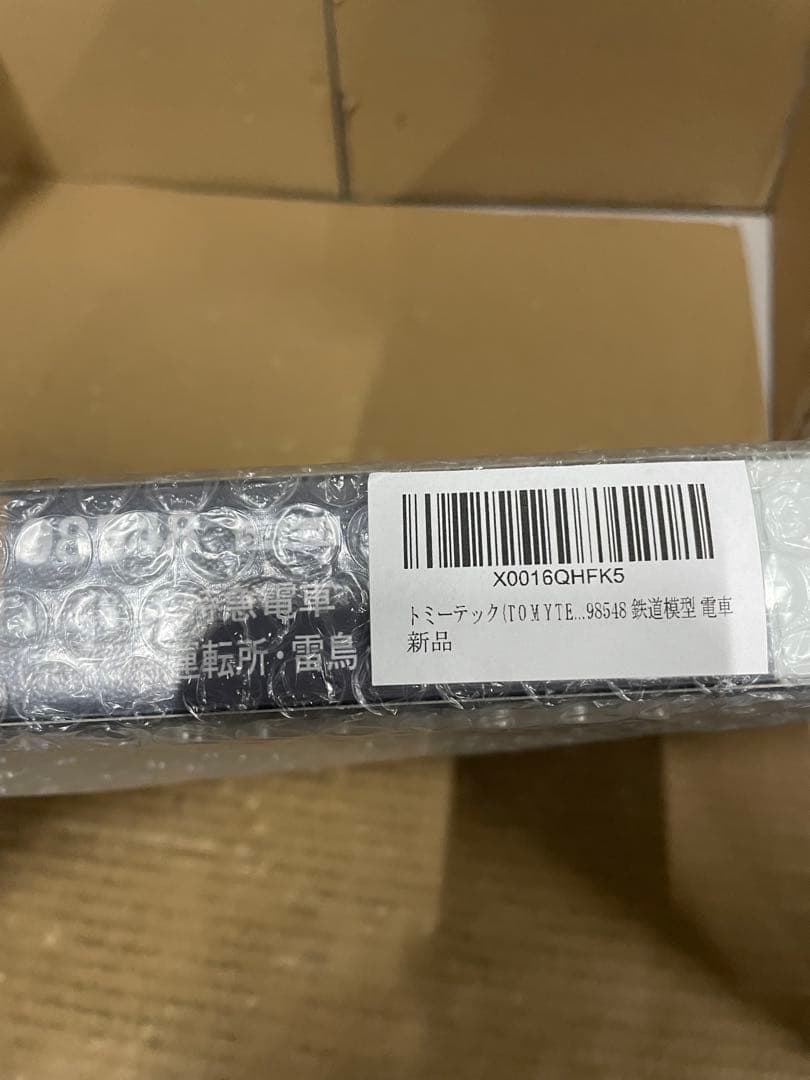 X0016QHFK5
トミーテック(TOMYTE...98548 鉄道模型 電車
新品
特急電車
運転所・雷鳥